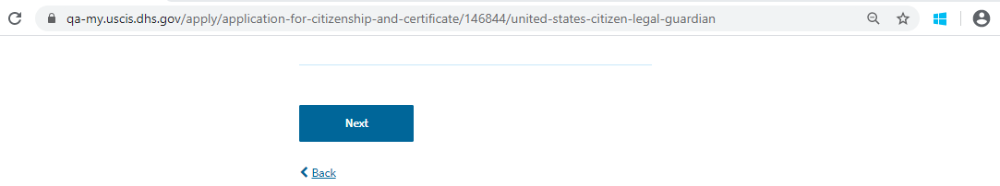 qa-my.uscis.dhs.gov/apply/application-for-citizenship-and-certificate/146844/united-states-citizen-legal-guardian
Next
Back